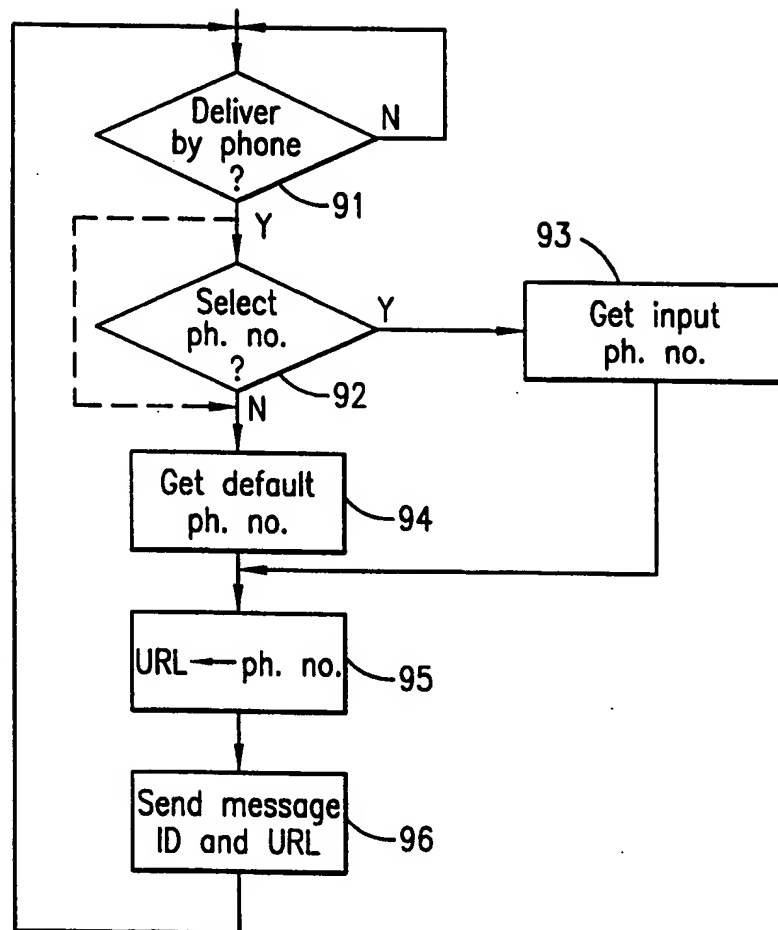 Deliver
by phone
?
N
91
Y
Select
ph. no.
?
Y
92
N
93
Get input
ph. no.
Get default
ph. no.
94
URL ← ph. no.
95
Send message
ID and URL
96